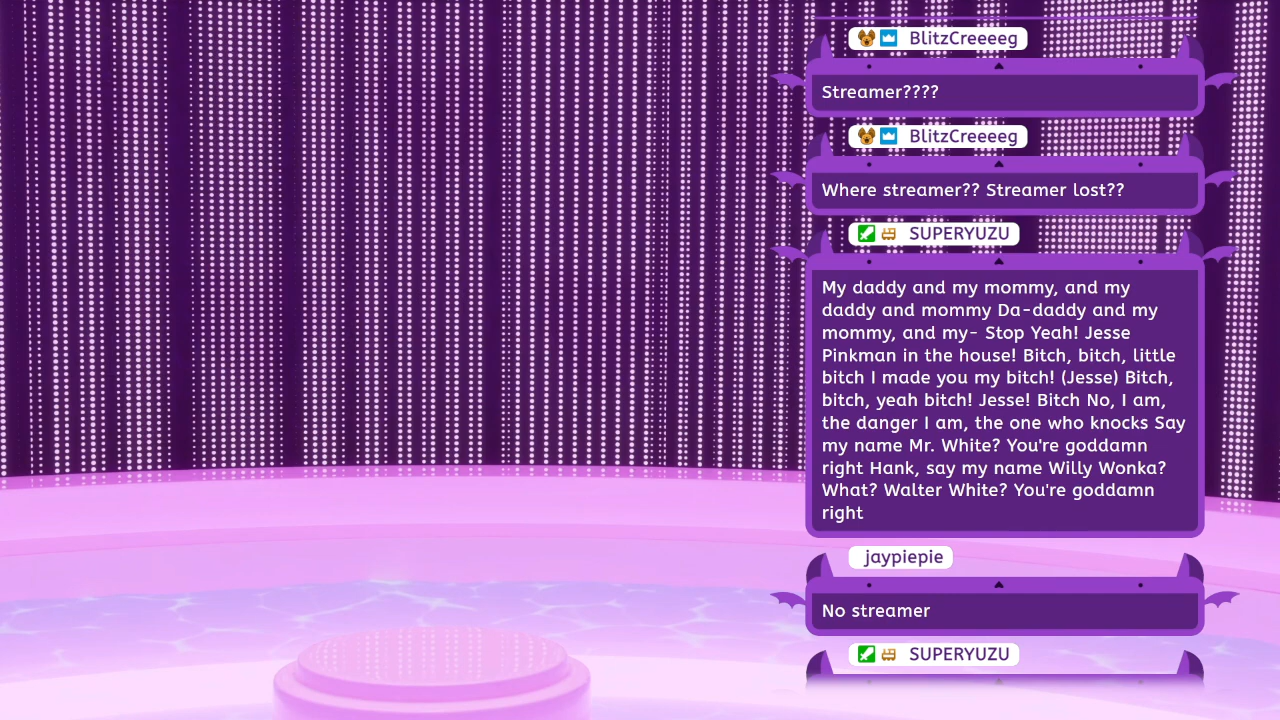 BlitzCreeeeg
Streamer????
BlitzCreeeeg
Where streamer?? Streamer lost??
SUPERYUZU
My daddy and my mommy, and my
daddy and mommy Da-daddy and my
mommy, and my- Stop Yeah! Jesse
Pinkman in the house! Bitch, bitch, little
bitch I made you my bitch! (Jesse) Bitch,
bitch, yeah bitch! Jesse! Bitch No, I am,
the danger I am, the one who knocks Say
my name Mr. White? You're goddamn
right Hank, say my name Willy Wonka?
What? Walter White? You're goddamn
right
jaypiepie
No streamer
SUPERYUZU